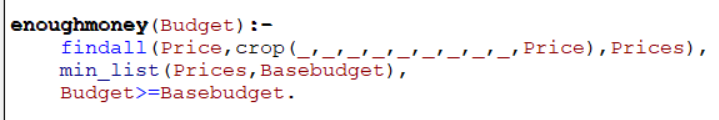 enoughmoney(Budget):-
findall(Price,crop(_,_,_,_,_,_,_,_,_,Price),Prices),
min_list(Prices,Basebudget),
Budget>=Basebudget.